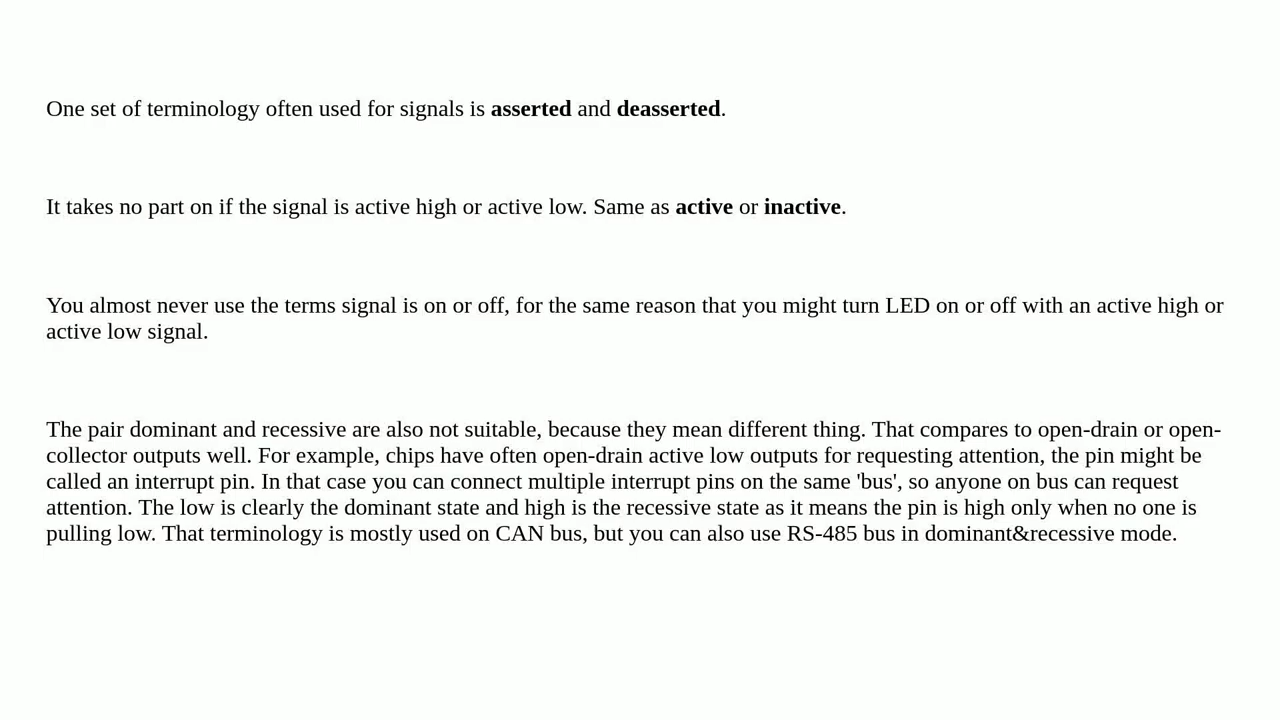 One set of terminology often used for signals is asserted and deasserted.
It takes no part on if the signal is active high or active low. Same as active or inactive.
You almost never use the terms signal is on or off, for the same reason that you might turn LED on or off with an active high or
active low signal.
The pair dominant and recessive are also not suitable, because they mean different thing. That compares to open-drain or open-
collector outputs well. For example, chips have often open-drain active low outputs for requesting attention, the pin might be
called an interrupt pin. In that case you can connect multiple interrupt pins on the same 'bus', so anyone on bus can request
attention. The low is clearly the dominant state and high is the recessive state as it means the pin is high only when no one is
pulling low. That terminology is mostly used on CAN bus, but you can also use RS-485 bus in dominant&recessive mode.